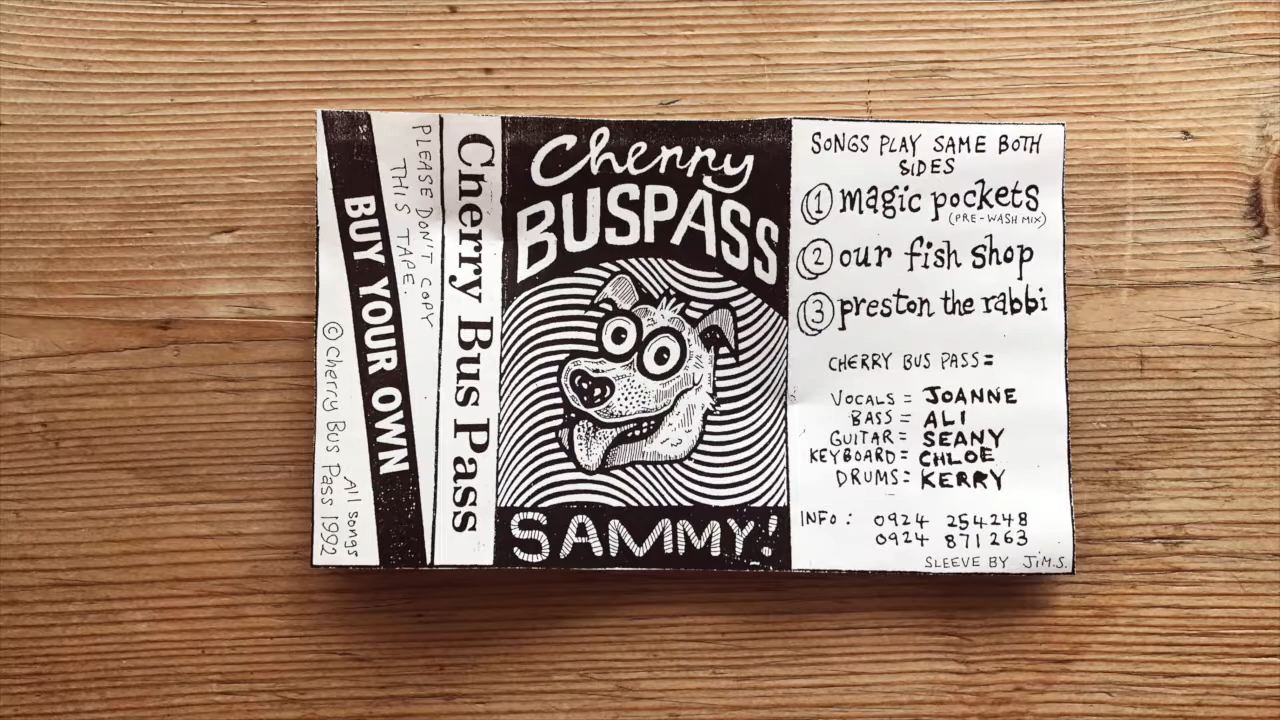 BUY YOUR OWN
PLEASE DON'T COPY
THIS TAPE.
All songs
© Cherry Bus Pass 1992
Cherry Bus Pass
Cherry
BUSPASS
SAMMY!
SONGS PLAY SAME BOTH
SIDES
1 magic pockets
(PRE-WASH MIX)
2 our fish shop
3 preston the rabbi
CHERRY BUS PASS =
VOCALS = JOANNE
BASS = ALI
GUITAR = SEANY
KEYBOARD = CHLOE
DRUMS = KERRY
INFO : 0924 254248
0924 871263
SLEEVE BY JiM.S.